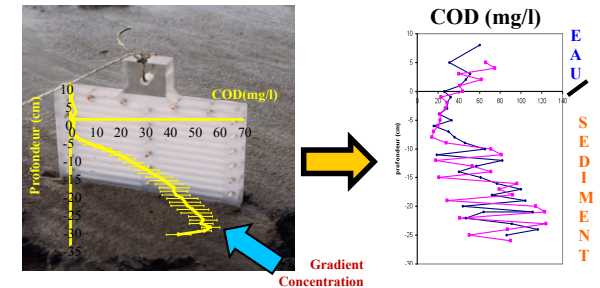 COD (mg/l)
COD(mg/l)
Profondeur (cm)
10
5
0
-5
-10
-15
-20
-25
-30
-35
0 10 20 30 40 50 60 70
Gradient
Concentration
0 20 40 60 80 100 120 140
profondeur (cm)
10
5
0
-5
-10
-15
-20
-25
-30
EAU
SEDIMENT